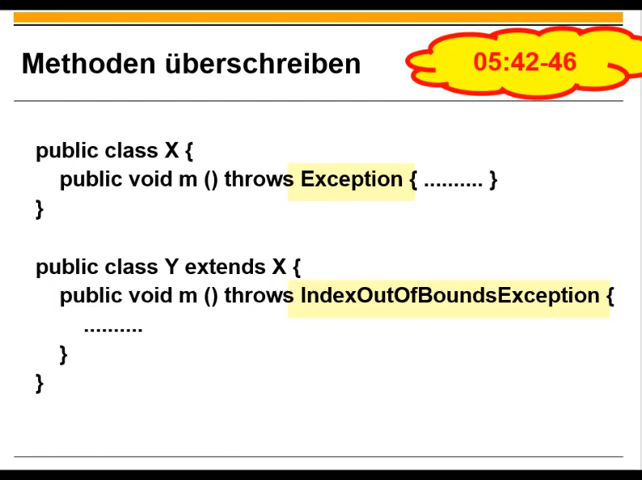 Methoden überschreiben
05:42-46
public class X {
public void m () throws Exception { .......... }
}
public class Y extends X {
public void m () throws IndexOutOfBoundsException {
..........
}
}